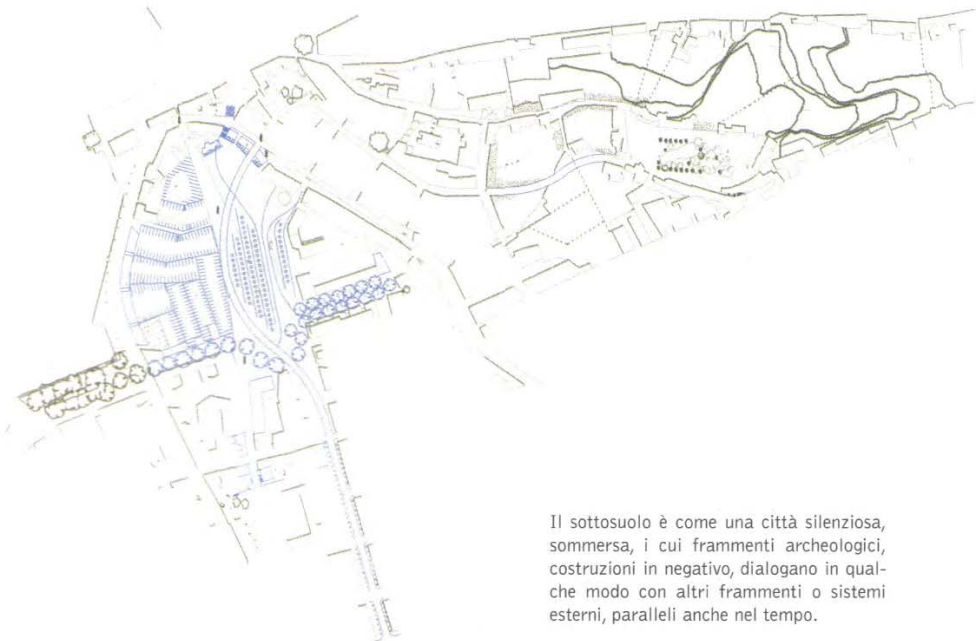 Il sottosuolo è come una città silenziosa,
sommersa, i cui frammenti archeologici,
costruzioni in negativo, dialogano in qual-
che modo con altri frammenti o sistemi
esterni, paralleli anche nel tempo.